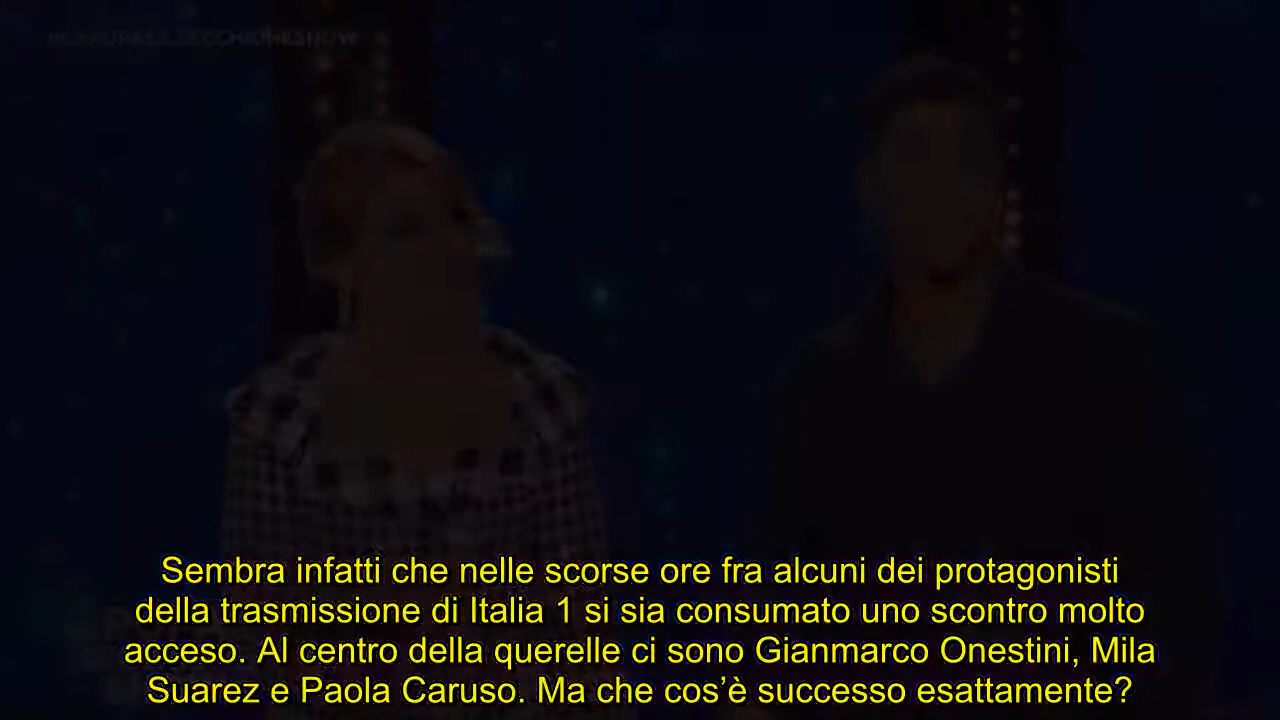 Sembra infatti che nelle scorse ore fra alcuni dei protagonisti
della trasmissione di Italia 1 si sia consumato uno scontro molto
acceso. Al centro della querelle ci sono Gianmarco Onestini, Mila
Suarez e Paola Caruso. Ma che cos’è successo esattamente?